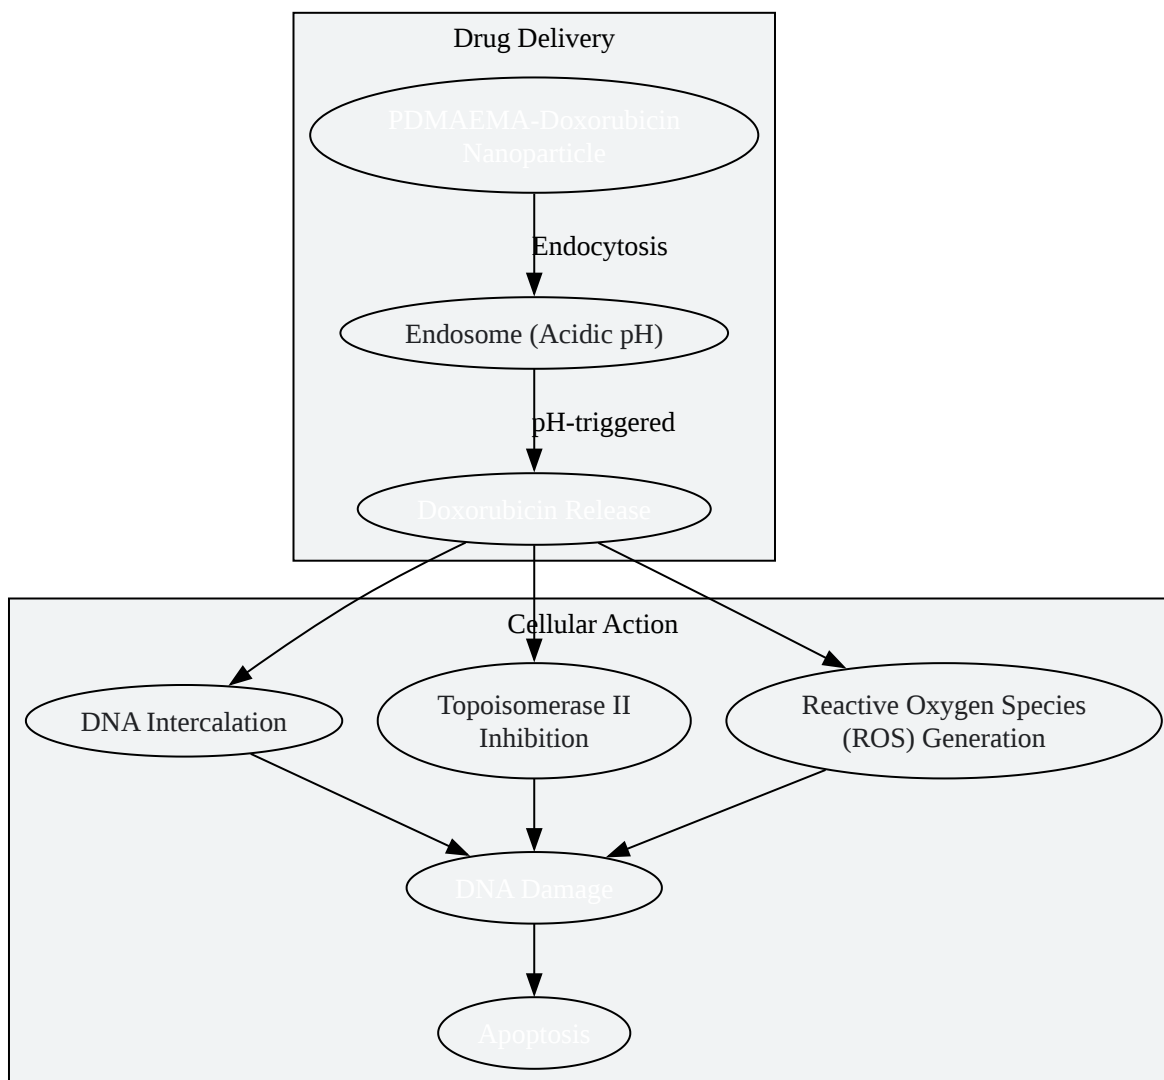 Drug Delivery
PDMAEMA-Doxorubicin
Nanoparticle
Endocytosis
Endosome (Acidic pH)
pH-triggered
Doxorubicin Release
Cellular Action
DNA Intercalation
Topoisomerase II
Inhibition
Reactive Oxygen Species
(ROS) Generation
DNA Damage
Apoptosis